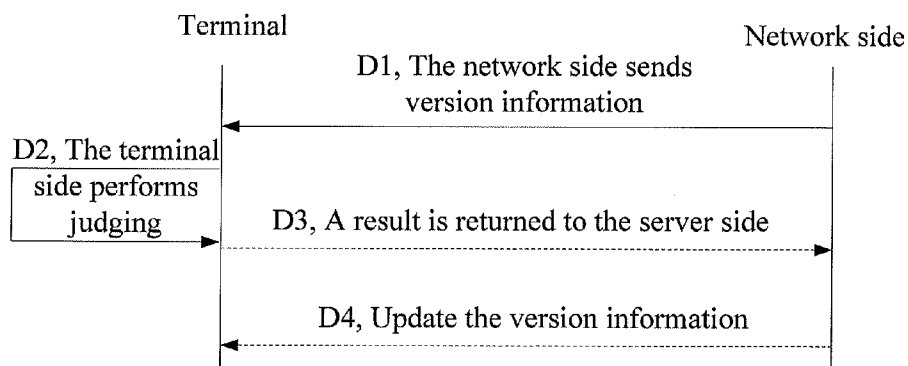 Terminal
Network side
D1, The network side sends
version information
D2, The terminal
side performs
judging
D3, A result is returned to the server side
D4, Update the version information